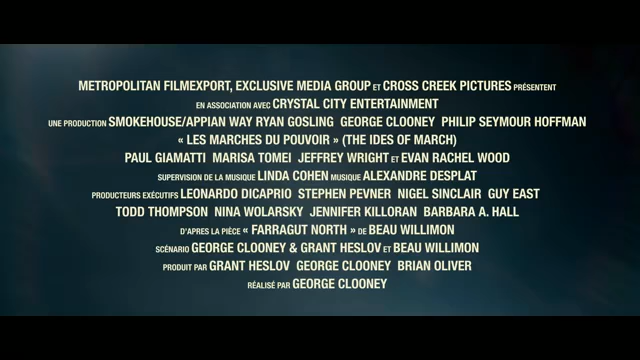 METROPOLITAN FILMEXPORT, EXCLUSIVE MEDIA GROUP ET CROSS CREEK PICTURES PRÉSENTENT
EN ASSOCIATION AVEC CRYSTAL CITY ENTERTAINMENT
UNE PRODUCTION SMOKEHOUSE/APPIAN WAY RYAN GOSLING GEORGE CLOONEY PHILIP SEYMOUR HOFFMAN
« LES MARCHES DU POUVOIR » (THE IDES OF MARCH)
PAUL GIAMATTI MARISA TOMEI JEFFREY WRIGHT ET EVAN RACHEL WOOD
SUPERVISION DE LA MUSIQUE LINDA COHEN MUSIQUE ALEXANDRE DESPLAT
PRODUCTEURS EXÉCUTIFS LEONARDO DICAPRIO STEPHEN PEVNER NIGEL SINCLAIR GUY EAST
TODD THOMPSON NINA WOLARSKY JENNIFER KILLORAN BARBARA A. HALL
D'APRES LA PIÈCE « FARRAGUT NORTH » DE BEAU WILLIMON
SCÉNARIO GEORGE CLOONEY & GRANT HESLOV ET BEAU WILLIMON
PRODUIT PAR GRANT HESLOV GEORGE CLOONEY BRIAN OLIVER
RÉALISÉ PAR GEORGE CLOONEY